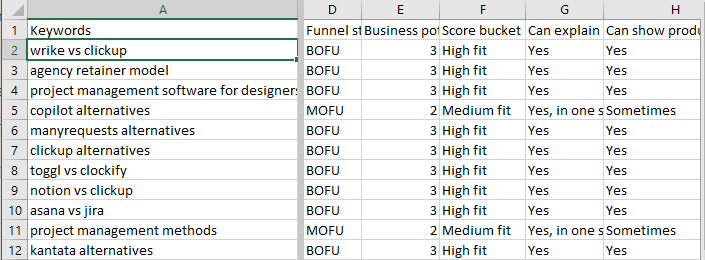 A D E F G H
1 Keywords Funnel st Business pot Score bucket Can explain Can show produ
2 wrike vs clickup BOFU 3 High fit Yes Yes
3 agency retainer model BOFU 3 High fit Yes Yes
4 project management software for designers BOFU 3 High fit Yes Yes
5 copilot alternatives MOFU 2 Medium fit Yes, in one s Sometimes
6 manyrequests alternatives BOFU 3 High fit Yes Yes
7 clickup alternatives BOFU 3 High fit Yes Yes
8 toggl vs clockify BOFU 3 High fit Yes Yes
9 notion vs clickup BOFU 3 High fit Yes Yes
10 asana vs jira BOFU 3 High fit Yes Yes
11 project management methods MOFU 2 Medium fit Yes, in one s Sometimes
12 kantata alternatives BOFU 3 High fit Yes Yes